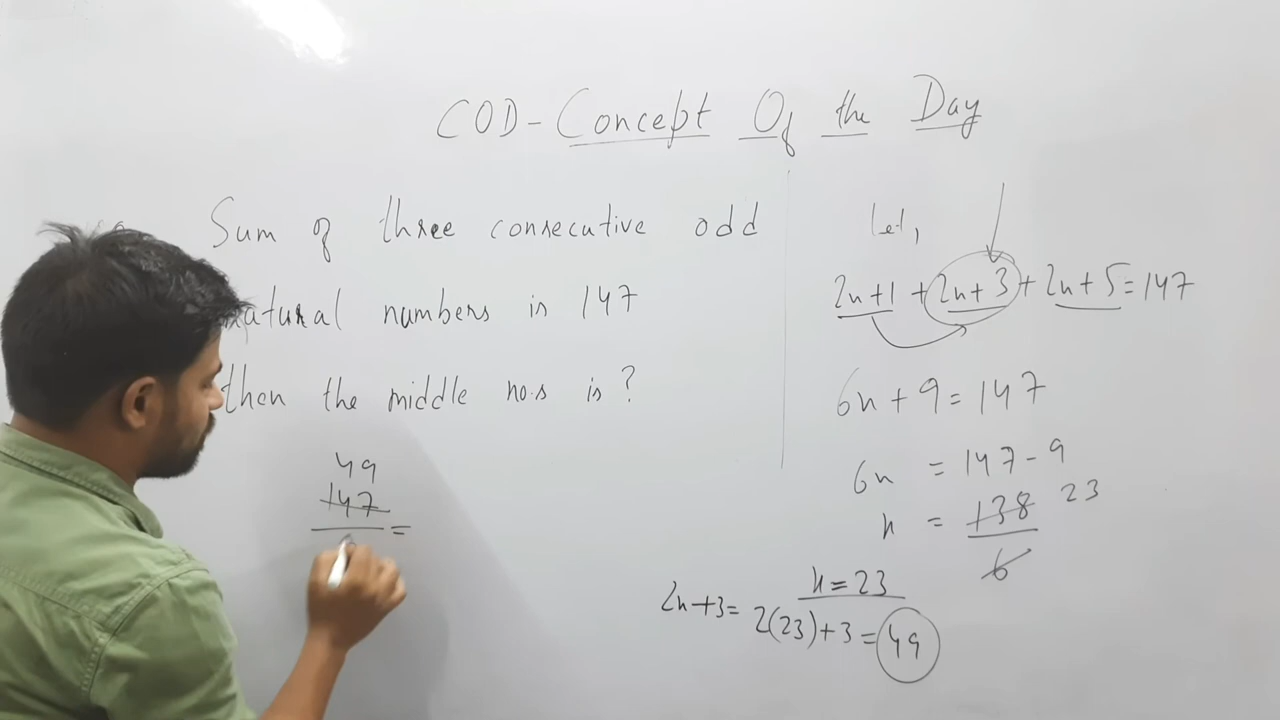 COD-Concept Of the Day
Sum of three consecutive odd
natural numbers is 147
then the middle no.s is ?
49
147
=
let,
2n+1 + 2n+3 + 2n+5 = 147
6n + 9 = 147
6n = 147 - 9
n = 138 23
6
n = 23
2n+3 = 2(23)+3 = 49